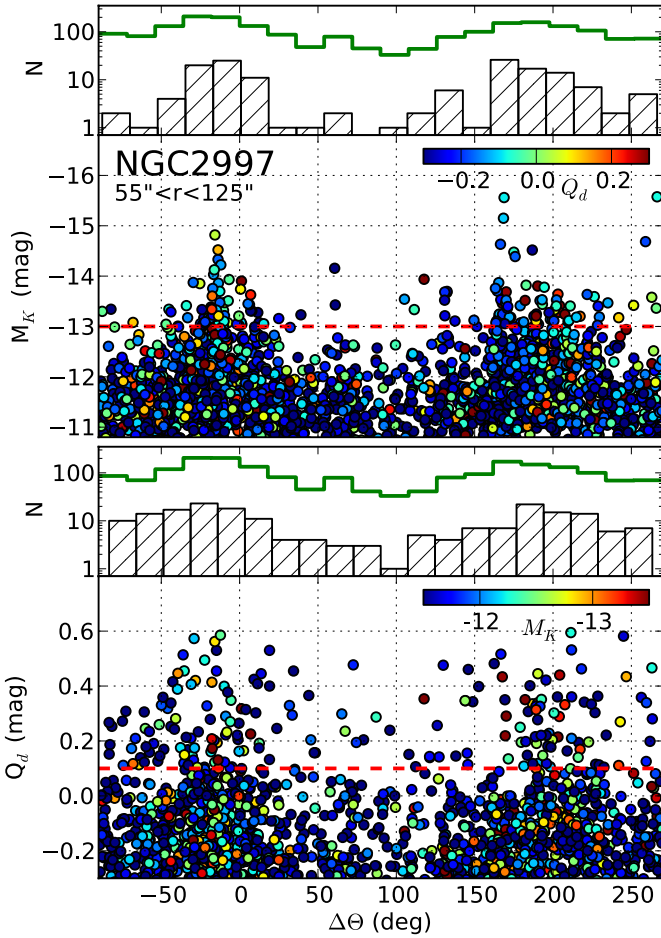 100
10
1
N
NGC2997
55"<r<125"
−0.2 0.0 0.2
Q_d
−16
−15
−14
−13
−12
−11
M_K (mag)
100
10
1
N
-12 -13
M_K
0.6
0.4
0.2
0.0
−0.2
Q_d (mag)
−50 0 50 100 150 200 250
ΔΘ (deg)